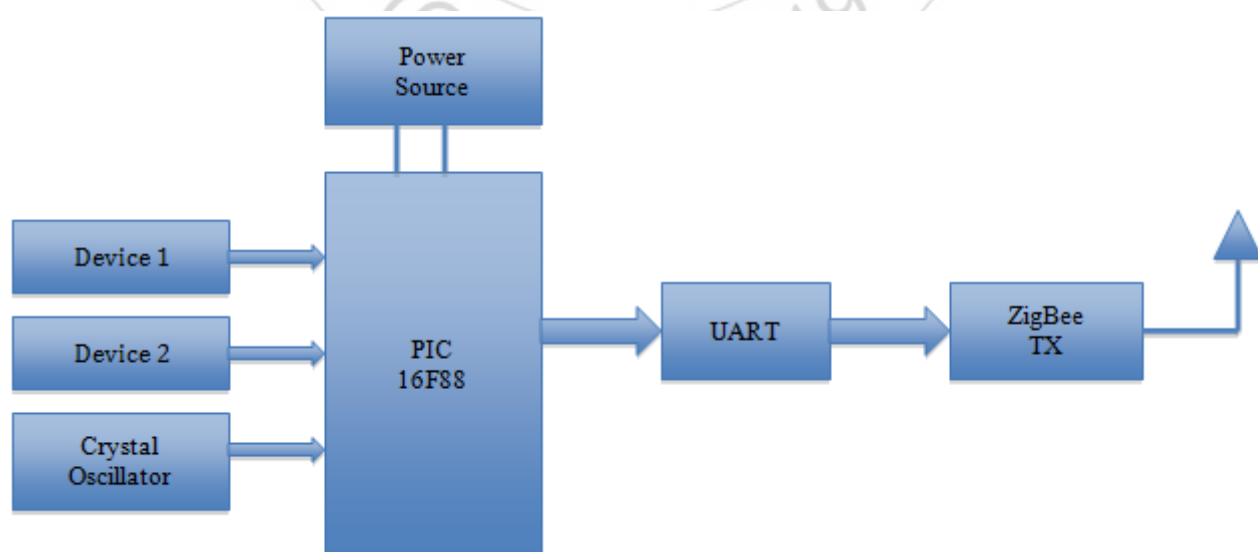 Power
Source
Device 1
Device 2
Crystal
Oscillator
PIC
16F88
UART
ZigBee
TX